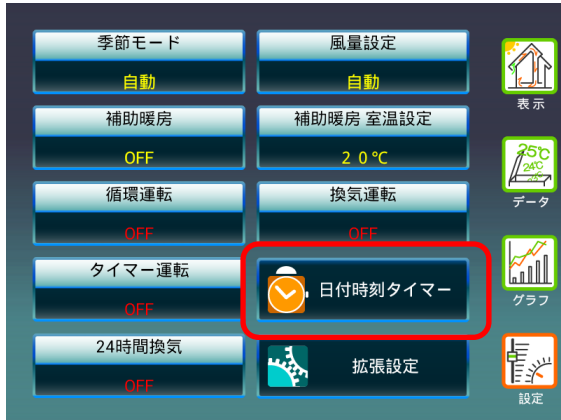 季節モード
自動
風量設定
自動
補助暖房
OFF
補助暖房 室温設定
２０℃
循環運転
OFF
換気運転
OFF
タイマー運転
OFF
日付時刻タイマー
24時間換気
OFF
拡張設定
表示
25℃
24℃
データ
グラフ
設定